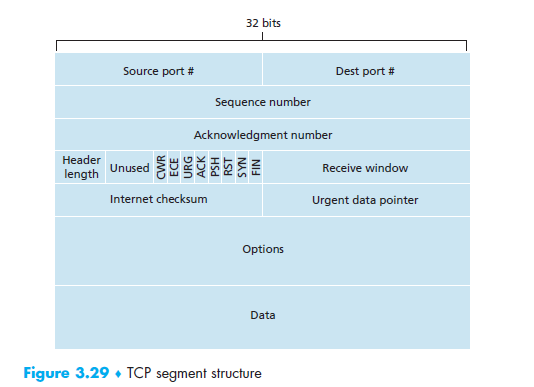 32 bits
Source port # Dest port #
Sequence number
Acknowledgment number
Header length Unused CWR ECE URG ACK PSH RST SYN FIN Receive window
Internet checksum Urgent data pointer
Options
Data
Figure 3.29 ♦ TCP segment structure